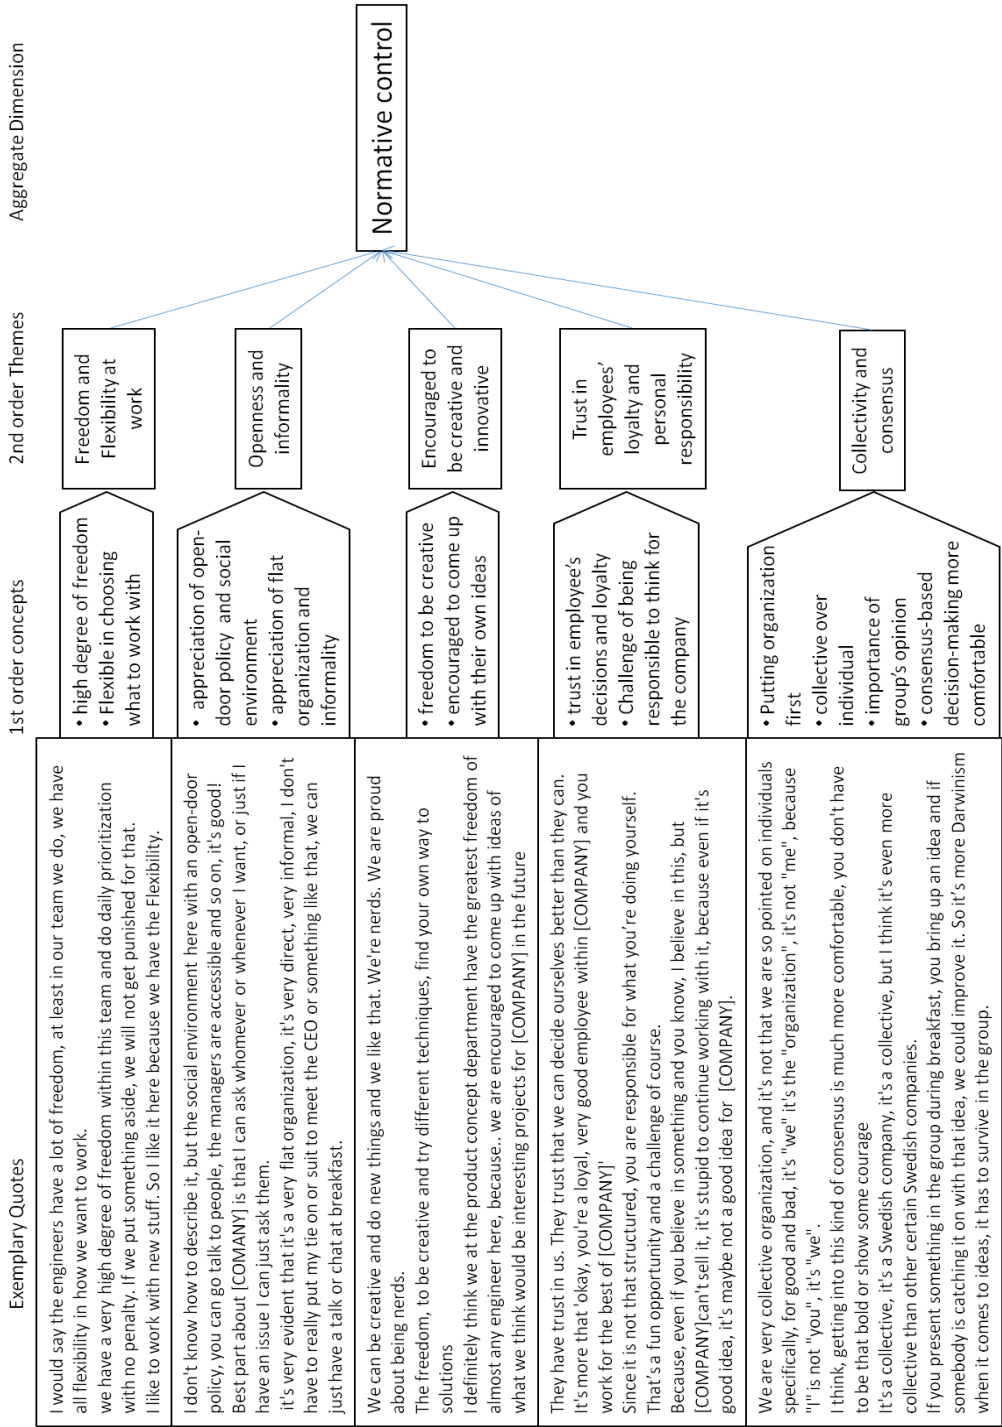 Exemplary Quotes
1st order concepts
2nd order Themes
Aggregate Dimension
I would say the engineers have a lot of freedom, at least in our team we do, we have
all flexibility in how we want to work.
we have a very high degree of freedom within this team and do daily prioritization
with no penalty. If we put something aside, we will not get punished for that.
I like to work with new stuff. So I like it here because we have the Flexibility.
• high degree of freedom
• Flexible in choosing
what to work with
Freedom and
Flexibility at
work
I don't know how to describe it, but the social environment here with an open-door
policy, you can go talk to people, the managers are accessible and so on, it's good!
Best part about [COMANY] is that I can ask whomever or whenever I want, or just if I
have an issue I can just ask them.
it's very evident that it's a very flat organization, it's very direct, very informal, I don't
have to really put my tie on or suit to meet the CEO or something like that, we can
just have a talk or chat at breakfast.
• appreciation of open-
door policy and social
environment
• appreciation of flat
organization and
informality
Openness and
informality
We can be creative and do new things and we like that. We're nerds. We are proud
about being nerds.
The freedom, to be creative and try different techniques, find your own way to
solutions
I definitely think we at the product concept department have the greatest freedom of
almost any engineer here, because.. we are encouraged to come up with ideas of
what we think would be interesting projects for [COMPANY] in the future
• freedom to be creative
• encouraged to come up
with their own ideas
Encouraged to
be creative and
innovative
They have trust in us. They trust that we can decide ourselves better than they can.
It's more that 'okay, you're a loyal, very good employee within [COMPANY] and you
work for the best of [COMPANY]'
Since it is not that structured, you are responsible for what you're doing yourself.
That's a fun opportunity and a challenge of course.
Because, even if you believe in something and you know, I believe in this, but
[COMPANY]can't sell it, it's stupid to continue working with it, because even if it's
good idea, it's maybe not a good idea for [COMPANY].
• trust in employee's
decisions and loyalty
• Challenge of being
responsible to think for
the company
Trust in
employees'
loyalty and
personal
responsibility
We are very collective organization, and it's not that we are so pointed on individuals
specifically, for good and bad, it's "we" it's the "organization", it's not "me", because
"I" is not "you", it's "we".
I think, getting into this kind of consensus is much more comfortable, you don't have
to be that bold or show some courage
It's a collective, it's a Swedish company, it's a collective, but I think it's even more
collective than other certain Swedish companies.
If you present something in the group during breakfast, you bring up an idea and if
somebody is catching it on with that idea, we could improve it. So it's more Darwinism
when it comes to ideas, it has to survive in the group.
• Putting organization
first
• collective over
individual
• importance of
group's opinion
• consensus-based
decision-making more
comfortable
Collectivity and
consensus
Normative control